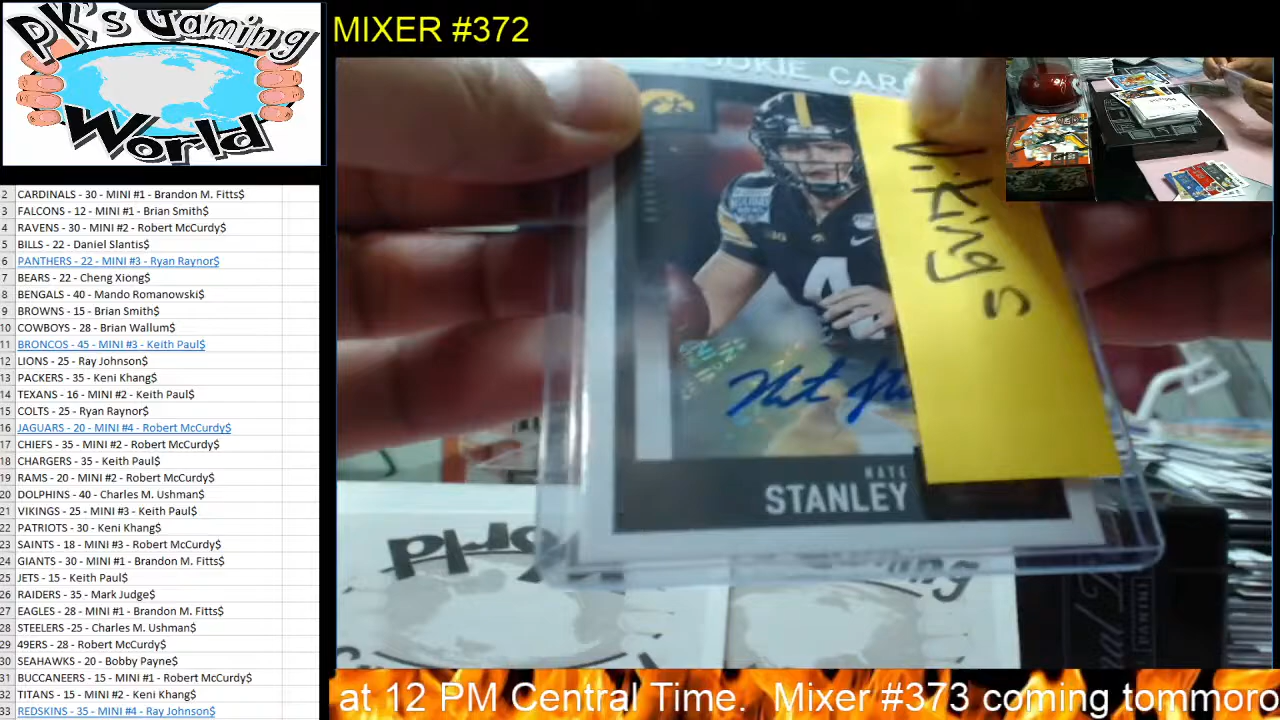 PK's Gaming
World
MIXER #372
2 CARDINALS - 30 - MINI #1 - Brandon M. Fitts$
3 FALCONS - 12 - MINI #1 - Brian Smith$
4 RAVENS - 30 - MINI #2 - Robert McCurdy$
5 BILLS - 22 - Daniel Slantis$
6 PANTHERS - 22 - MINI #3 - Ryan Raynor$
7 BEARS - 22 - Cheng Xiong$
8 BENGALS - 40 - Mando Romanowski$
9 BROWNS - 15 - Brian Smith$
10 COWBOYS - 28 - Brian Wallum$
11 BRONCOS - 45 - MINI #3 - Keith Paul$
12 LIONS - 25 - Ray Johnson$
13 PACKERS - 35 - Keni Khang$
14 TEXANS - 16 - MINI #2 - Keith Paul$
15 COLTS - 25 - Ryan Raynor$
16 JAGUARS - 20 - MINI #4 - Robert McCurdy$
17 CHIEFS - 35 - MINI #2 - Robert McCurdy$
18 CHARGERS - 35 - Keith Paul$
19 RAMS - 20 - MINI #2 - Robert McCurdy$
20 DOLPHINS - 40 - Charles M. Ushman$
21 VIKINGS - 25 - MINI #3 - Keith Paul$
22 PATRIOTS - 30 - Keni Khang$
23 SAINTS - 18 - MINI #3 - Robert McCurdy$
24 GIANTS - 30 - MINI #1 - Brandon M. Fitts$
25 JETS - 15 - Keith Paul$
26 RAIDERS - 35 - Mark Judge$
27 EAGLES - 28 - MINI #1 - Brandon M. Fitts$
28 STEELERS -25 - Charles M. Ushman$
29 49ERS - 28 - Robert McCurdy$
30 SEAHAWKS - 20 - Bobby Payne$
31 BUCCANEERS - 15 - MINI #1 - Robert McCurdy$
32 TITANS - 15 - MINI #2 - Keni Khang$
33 REDSKINS - 35 - MINI #4 - Ray Johnson$
CARD
Vikings
4
NATE
STANLEY
World
PANINI
at 12 PM Central Time. Mixer #373 coming tommoro